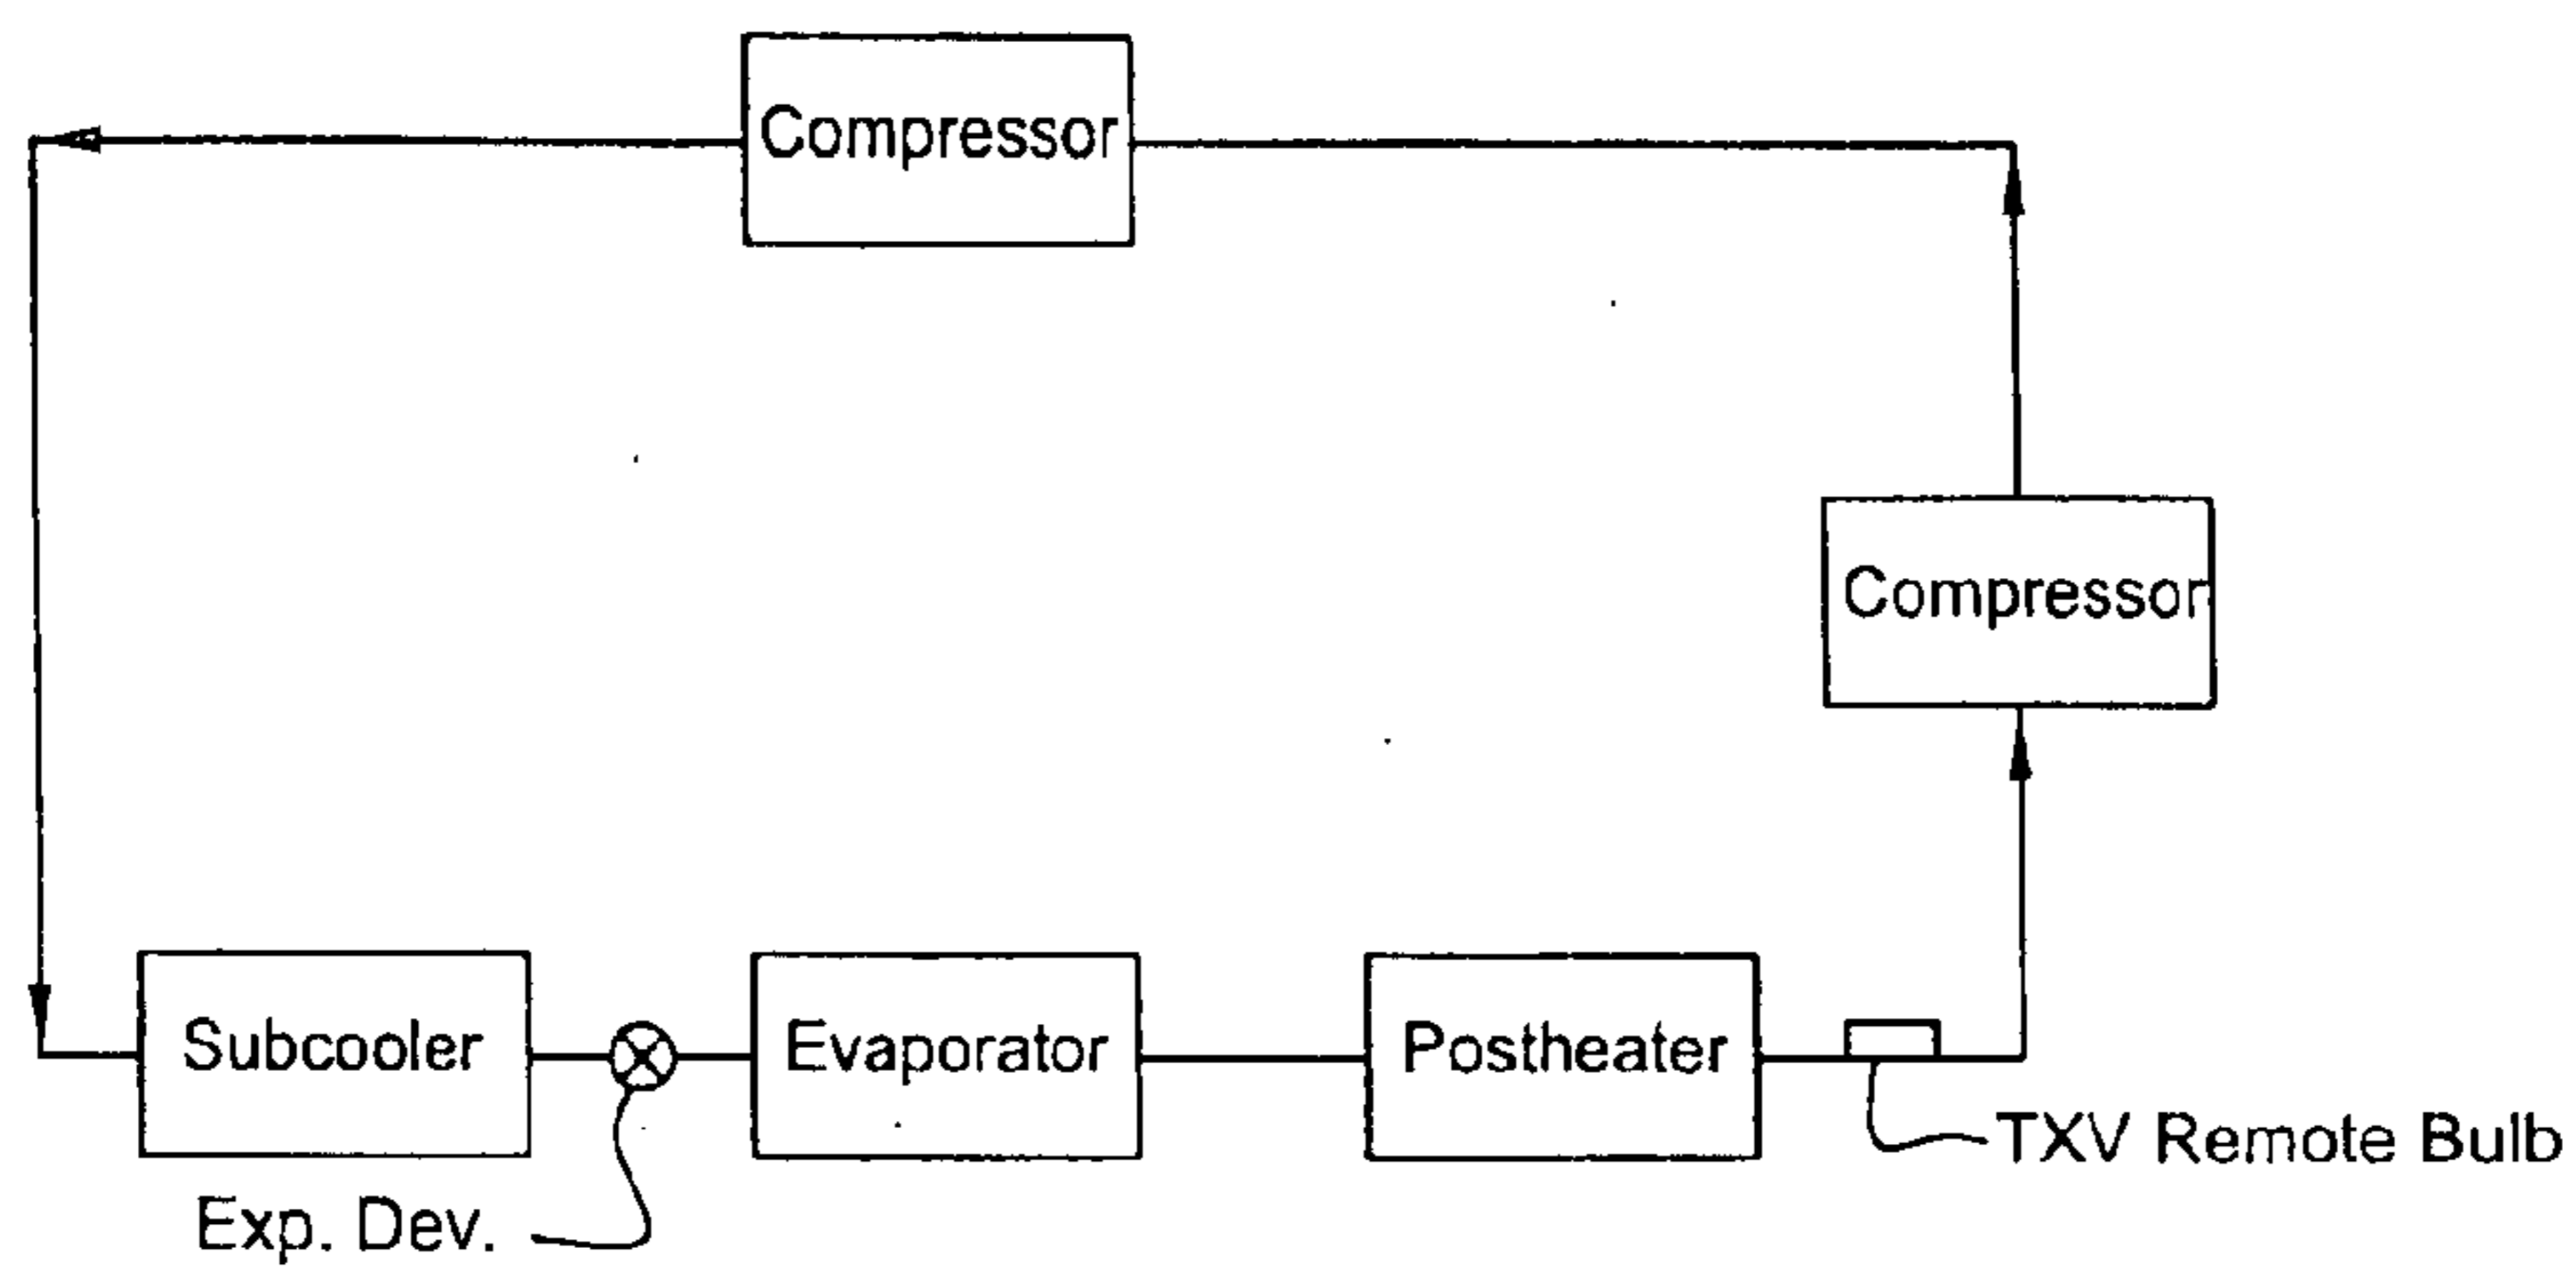 Compressor
Compressor
Subcooler
Evaporator
Postheater
TXV Remote Bulb
Exp. Dev.